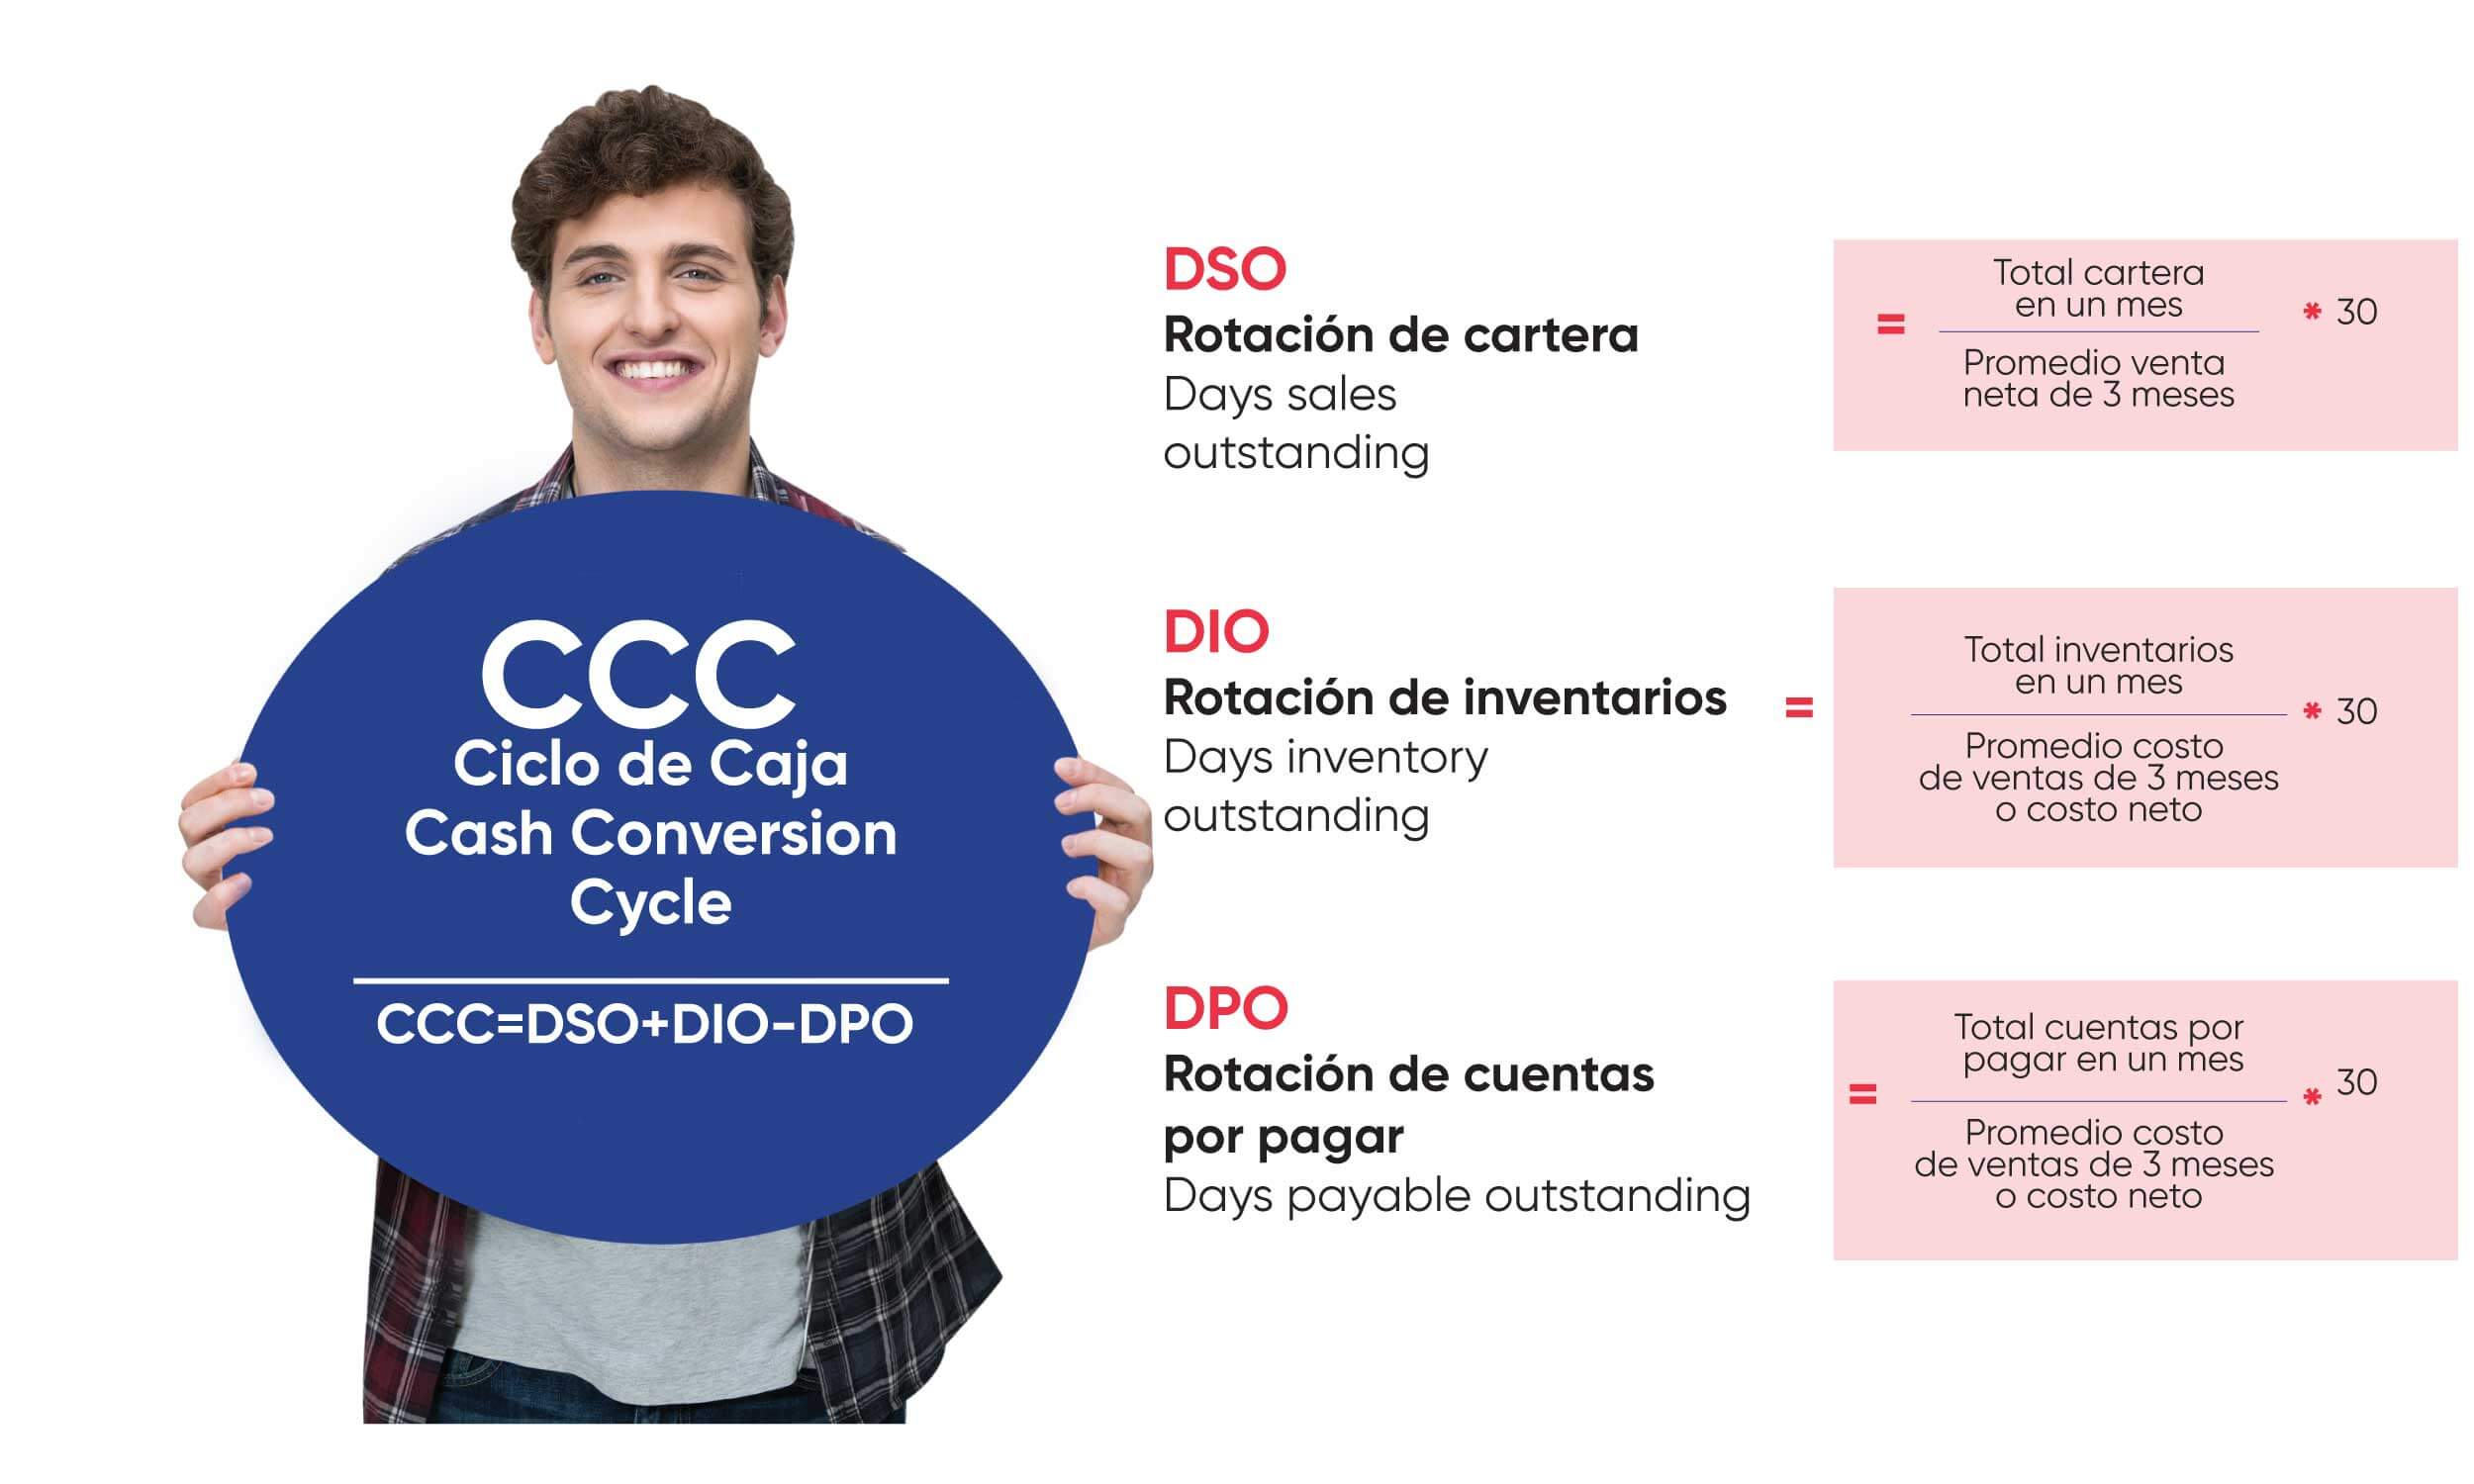 CCC
Ciclo de Caja
Cash Conversion
Cycle
CCC=DSO+DIO-DPO
DSO
Rotación de cartera
Days sales
outstanding
=
Total cartera
en un mes
Promedio venta
neta de 3 meses
* 30
DIO
Rotación de inventarios
Days inventory
outstanding
=
Total inventarios
en un mes
Promedio costo
de ventas de 3 meses
o costo neto
* 30
DPO
Rotación de cuentas
por pagar
Days payable outstanding
=
Total cuentas por
pagar en un mes
Promedio costo
de ventas de 3 meses
o costo neto
* 30